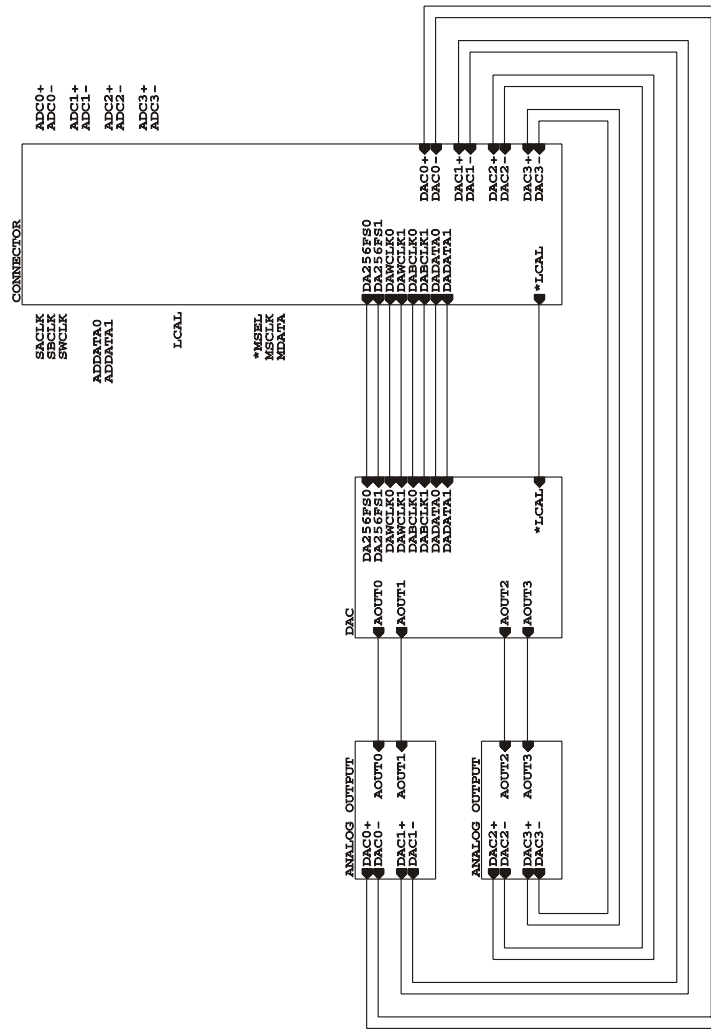 CONNECTOR
SACLK
SBCLK
SWCLK
ADDATA0
ADDATA1
LCAL
*MSEL
MSCLK
MDATA
ADC0+
ADC0-
ADC1+
ADC1-
ADC2+
ADC2-
ADC3+
ADC3-
DA256FS0
DA256FS1
DAWCLK0
DAWCLK1
DABCLK0
DABCLK1
DADATA0
DADATA1
*LCAL
DAC0+
DAC0-
DAC1+
DAC1-
DAC2+
DAC2-
DAC3+
DAC3-
DAC
AOUT0
AOUT1
AOUT2
AOUT3
DA256FS0
DA256FS1
DAWCLK0
DAWCLK1
DABCLK0
DABCLK1
DADATA0
DADATA1
*LCAL
ANALOG OUTPUT
DAC0+
DAC0-
DAC1+
DAC1-
AOUT0
AOUT1
ANALOG OUTPUT
DAC2+
DAC2-
DAC3+
DAC3-
AOUT2
AOUT3